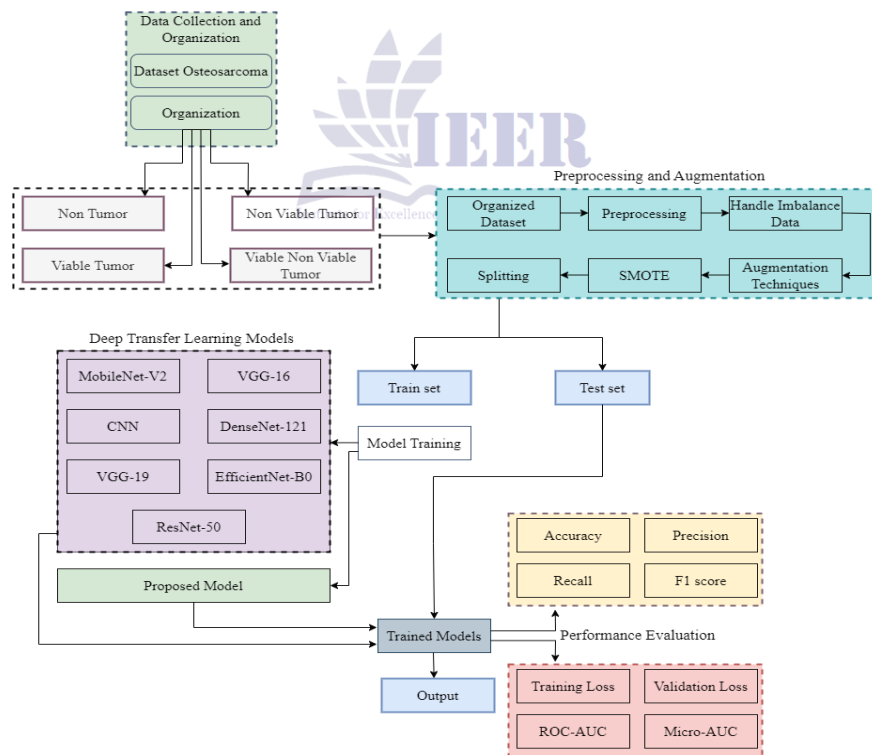 Data Collection and
Organization
Dataset Osteosarcoma
Organization
IEER
Non Tumor
Non Viable Tumor
Excellence
Viable Tumor
Viable Non Viable
Tumor
Preprocessing and Augmentation
Organized
Dataset
Preprocessing
Handle Imbalance
Data
Splitting
SMOTE
Augmentation
Techniques
Deep Transfer Learning Models
MobileNet-V2
VGG-16
CNN
DenseNet-121
VGG-19
EfficientNet-B0
ResNet-50
Train set
Test set
Model Training
Proposed Model
Trained Models
Output
Accuracy
Precision
Recall
F1 score
Performance Evaluation
Training Loss
Validation Loss
ROC-AUC
Micro-AUC